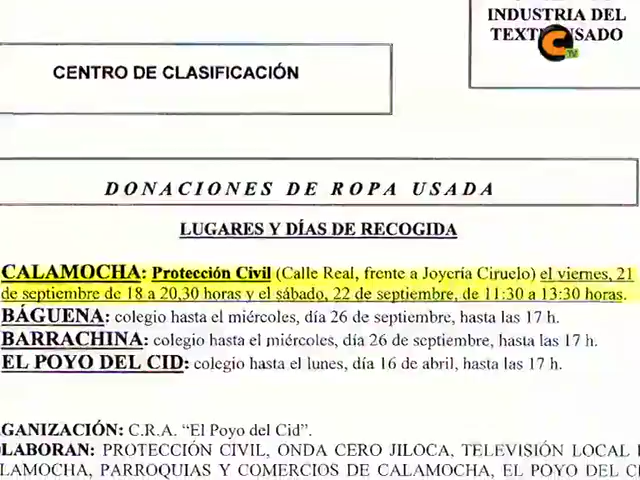 INDUSTRIA DEL
USADO
CENTRO DE CLASIFICACIÓN
DONACIONES DE ROPA USADA
LUGARES Y DÍAS DE RECOGIDA
CALAMOCHA: Protección Civil (Calle Real, frente a Joyería Ciruelo) el viernes, 21
de septiembre de 18 a 20,30 horas y el sábado, 22 de septiembre, de 11:30 a 13:30 horas.
BÁGUENA: colegio hasta el miércoles, día 26 de septiembre, hasta las 17 h.
BARRACHINA: colegio hasta el miércoles, día 26 de septiembre, hasta las 17 h.
EL POYO DEL CID: colegio hasta el lunes, día 16 de abril, hasta las 17 h.
GANIZACIÓN: C.R.A. “El Poyo del Cid”.
LABORAN: PROTECCIÓN CIVIL, ONDA CERO JILOCA, TELEVISIÓN LOCAL
LAMOCHA, PARROQUIAS Y COMERCIOS DE CALAMOCHA, EL POYO DEL